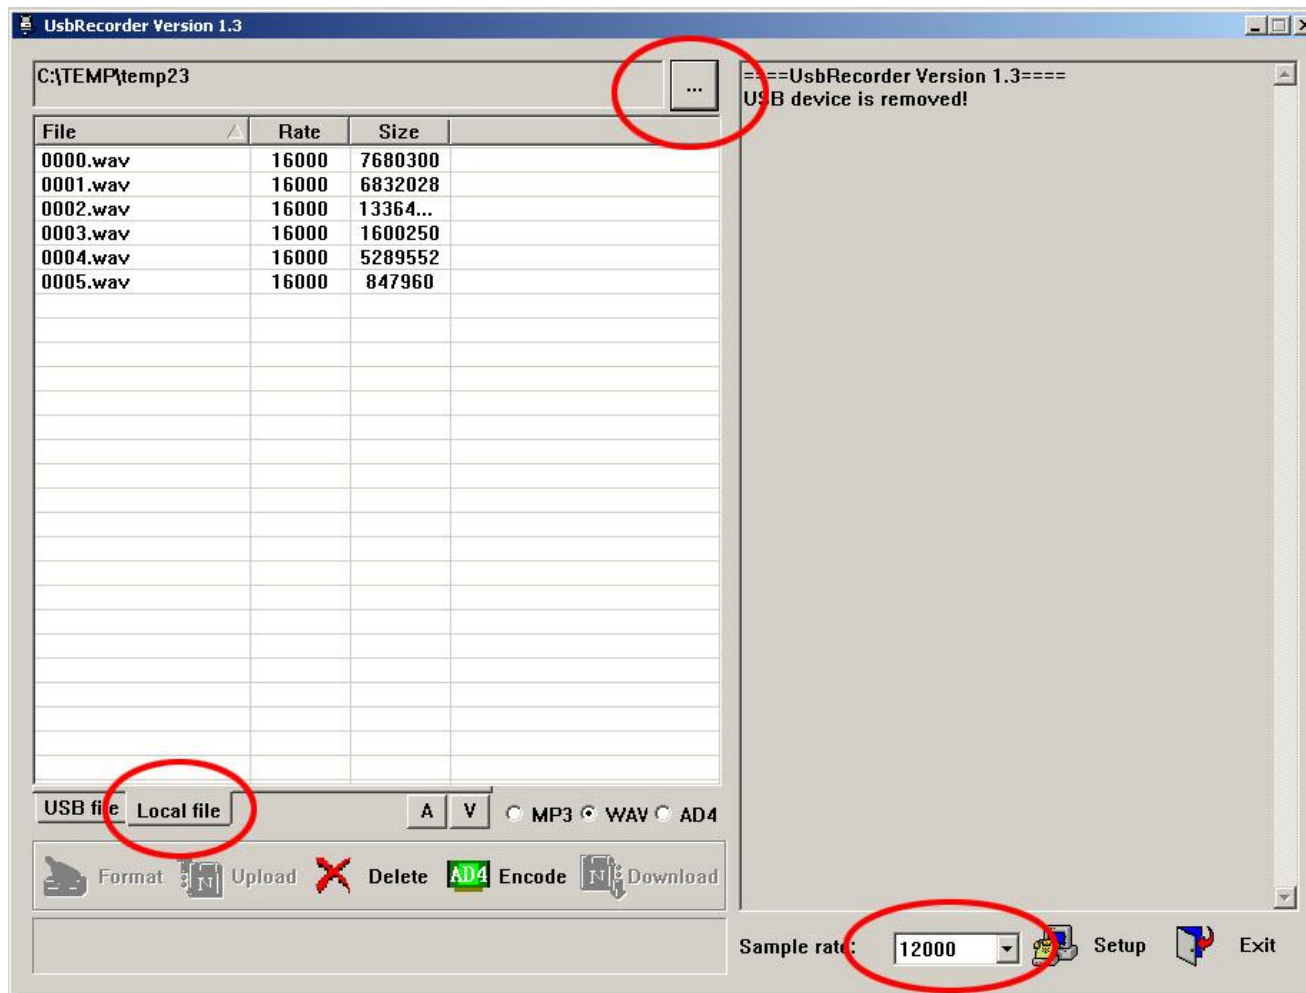 UsbRecorder Version 1.3
C:\TEMP\temp23
...
File Rate Size
0000.wav 16000 7680300
0001.wav 16000 6832028
0002.wav 16000 13364...
0003.wav 16000 1600250
0004.wav 16000 5289552
0005.wav 16000 847960
USB file Local file A V MP3 WAV AD4
Format N Upload Delete AD4 Encode N Download
====UsbRecorder Version 1.3====
USB device is removed!
Sample rate: 12000 Setup Exit